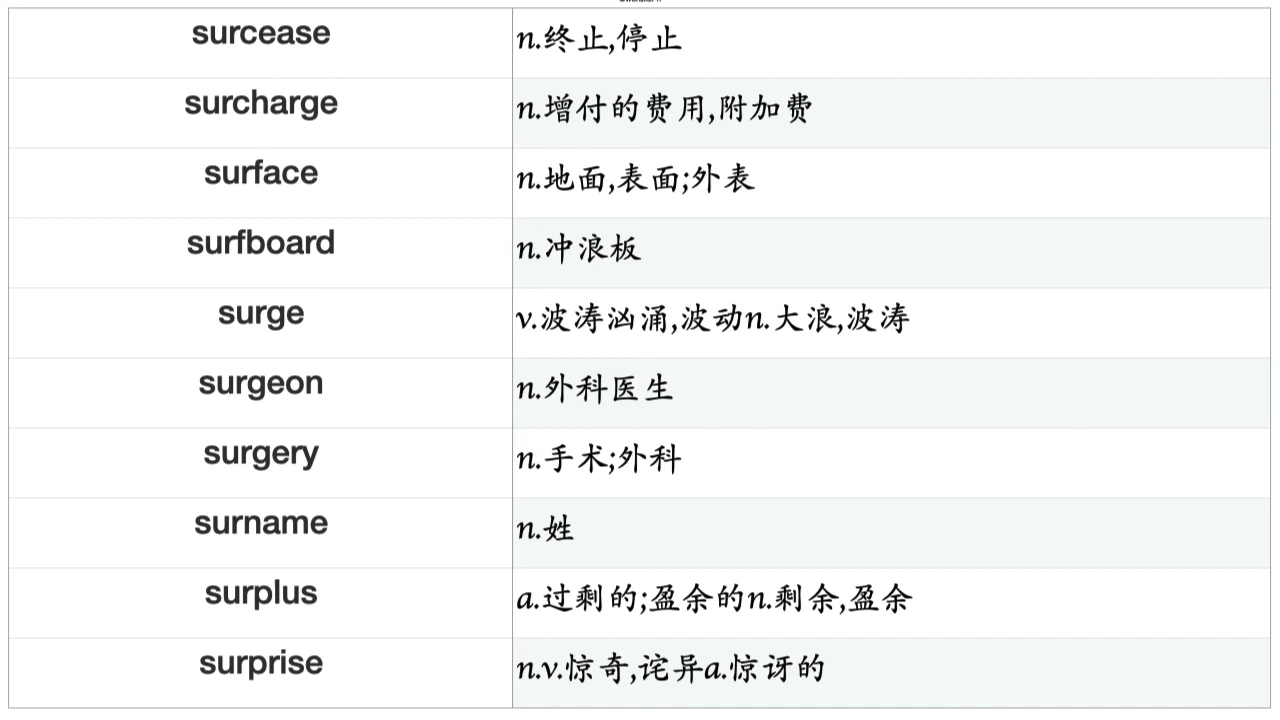 surcease n.终止,停止
surcharge n.增付的费用,附加费
surface n.地面,表面;外表
surfboard n.冲浪板
surge v.波涛汹涌,波动n.大浪,波涛
surgeon n.外科医生
surgery n.手术;外科
surname n.姓
surplus a.过剩的;盈余的n.剩余,盈余
surprise n.v.惊奇,诧异a.惊讶的